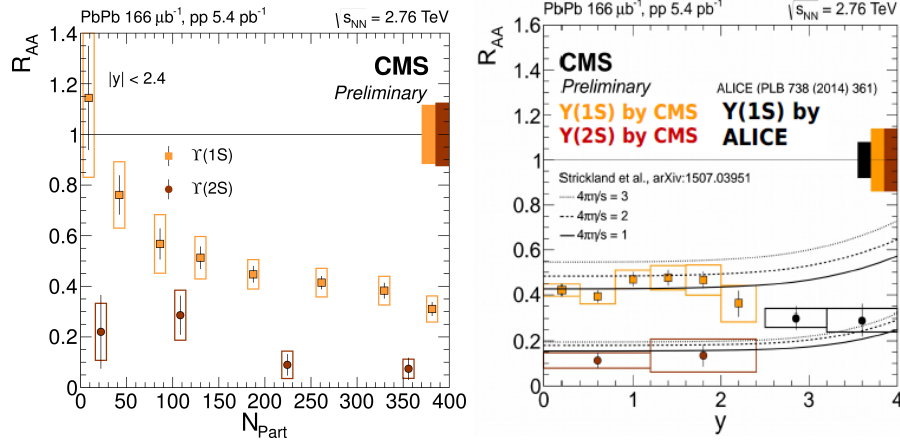 PbPb 166 μb⁻¹, pp 5.4 pb⁻¹ √sNN = 2.76 TeV
RAA
|y| < 2.4
CMS
Preliminary
ϒ(1S)
ϒ(2S)
1.4
1.2
1
0.8
0.6
0.4
0.2
0
0 50 100 150 200 250 300 350 400
NPart
PbPb 166 μb⁻¹, pp 5.4 pb⁻¹ √sNN = 2.76 TeV
RAA
CMS
Preliminary
ALICE (PLB 738 (2014) 361)
Υ(1S) by CMS
Υ(2S) by CMS
Υ(1S) by
ALICE
Strickland et al., arXiv:1507.03951
4πη/s = 3
4πη/s = 2
4πη/s = 1
1.6
1.4
1.2
1
0.8
0.6
0.4
0.2
0
0 1 2 3 4
y